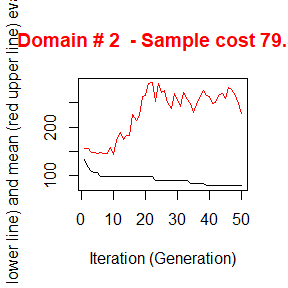 Domain # 2  - Sample cost 79.
lower line) and mean (red upper line) eva
200
100
0 10 20 30 40 50
Iteration (Generation)